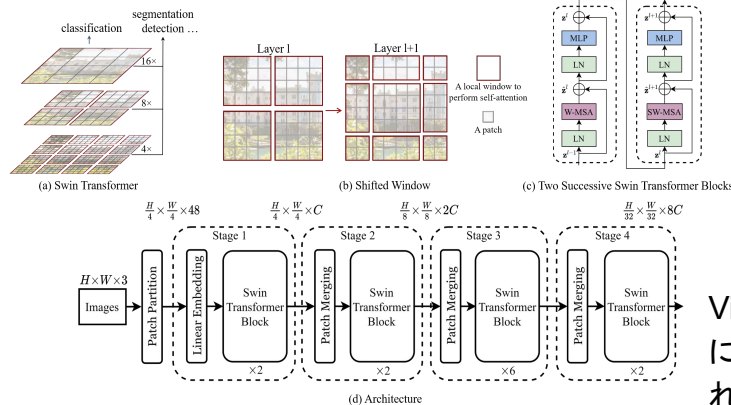 classification
segmentation
detection ...
16×
8×
4×
(a) Swin Transformer
Layer l
Layer l+1
A local window to
perform self-attention
A patch
(b) Shifted Window
z^l
MLP
LN
ẑ^l
W-MSA
LN
z^{l-1}
z^{l+1}
MLP
LN
ẑ^{l+1}
SW-MSA
LN
z^l
(c) Two Successive Swin Transformer Blocks
H×W×3
Images
H/4 × W/4 × 48
Patch Partition
H/4 × W/4 × C
Stage 1
Linear Embedding
Swin
Transformer
Block
×2
H/8 × W/8 × 2C
Stage 2
Patch Merging
Swin
Transformer
Block
×2
Stage 3
Patch Merging
Swin
Transformer
Block
×6
H/32 × W/32 × 8C
Stage 4
Patch Merging
Swin
Transformer
Block
×2
(d) Architecture
に
れ